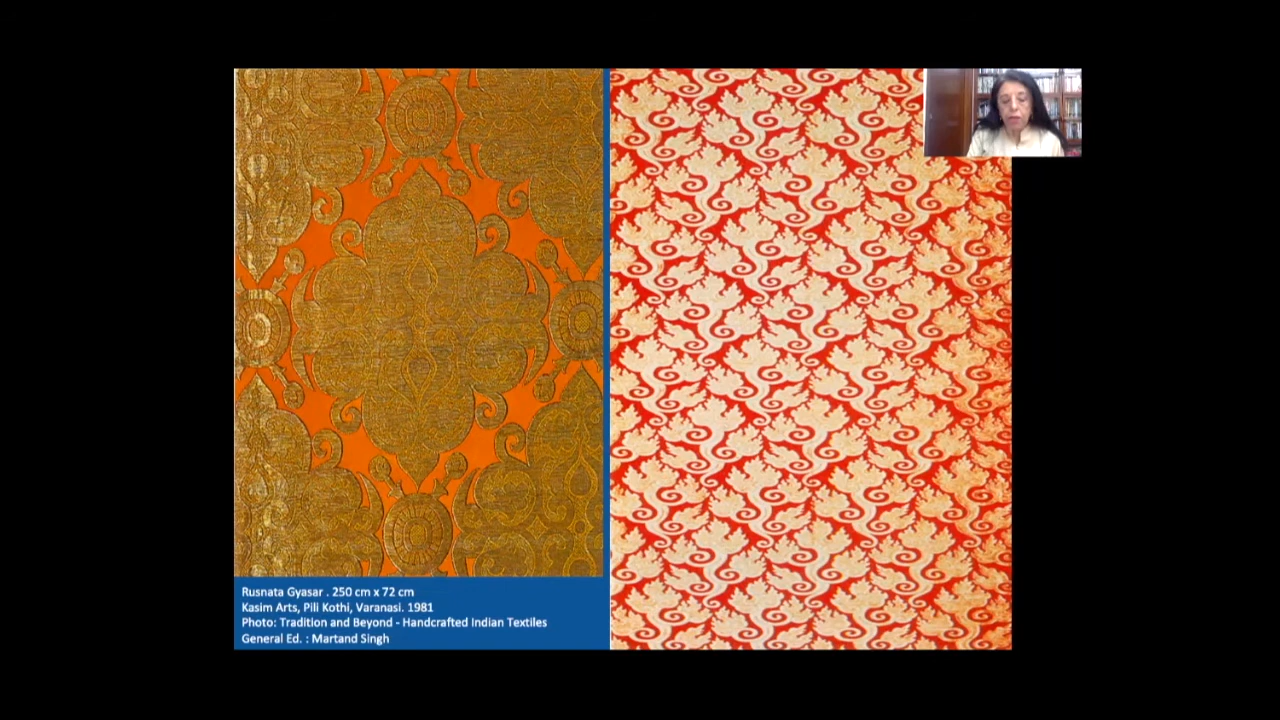 Rusnata Gyasar . 250 cm x 72 cm
Kasim Arts, Pili Kothi, Varanasi. 1981
Photo: Tradition and Beyond - Handcrafted Indian Textiles
General Ed. : Martand Singh